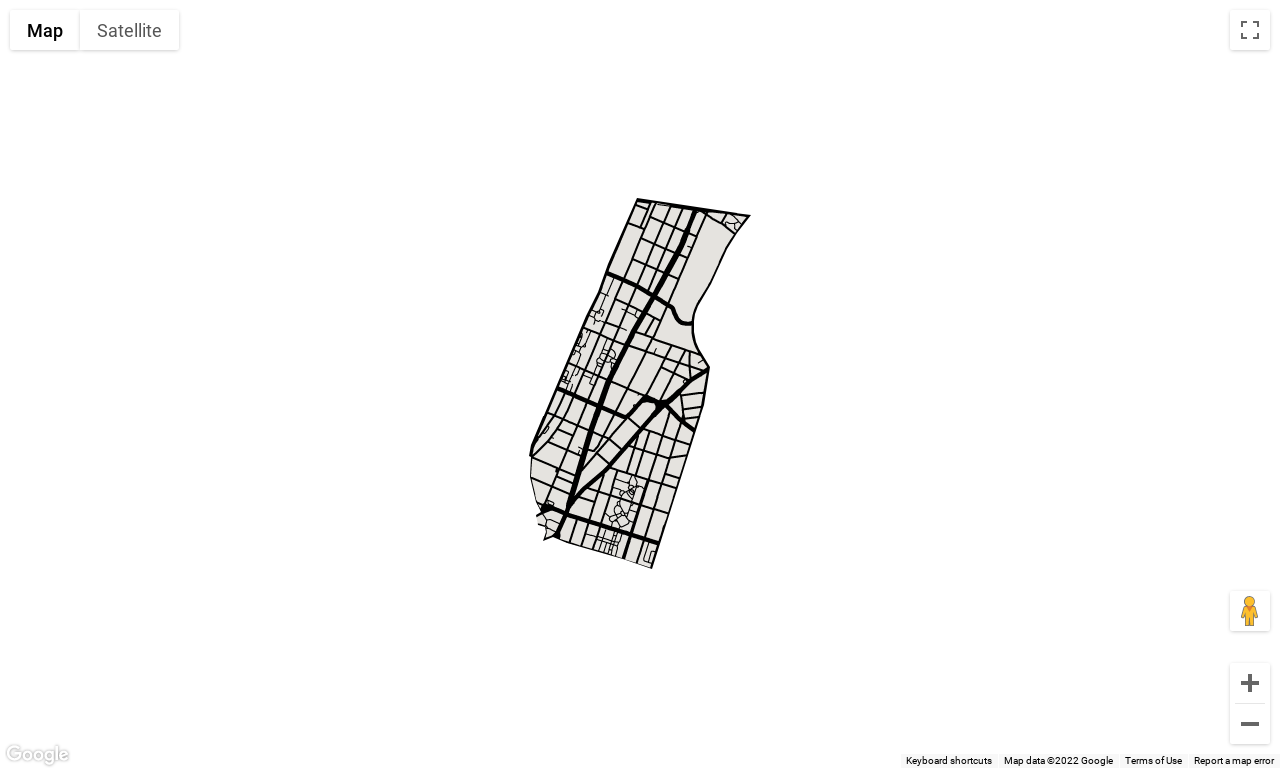 Map
Satellite
Google
Keyboard shortcuts
Map data ©2022 Google
Terms of Use
Report a map error